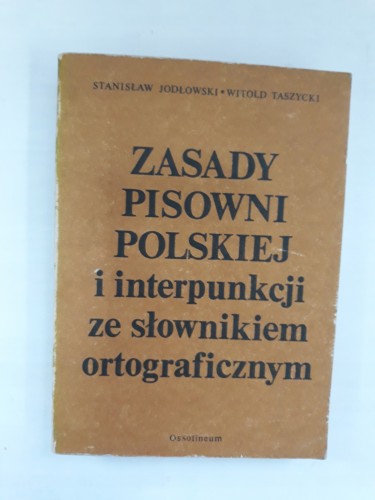 STANISŁAW JODŁOWSKI • WITOLD TASZYCKI
ZASADY
PISOWNI
POLSKIEJ
i interpunkcji
ze słownikiem
ortograficznym
Ossolineum